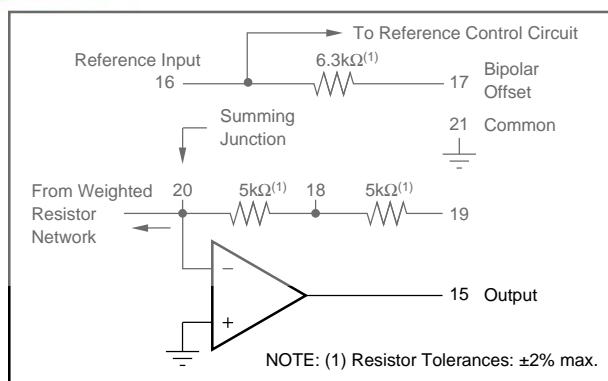 To Reference Control Circuit
Reference Input
6.3kΩ(1)
16
17
Bipolar
Offset
Summing
Junction
21
Common
From Weighted
Resistor
Network
20
5kΩ(1)
18
5kΩ(1)
19
–
+
15
Output
NOTE: (1) Resistor Tolerances: ±2% max.